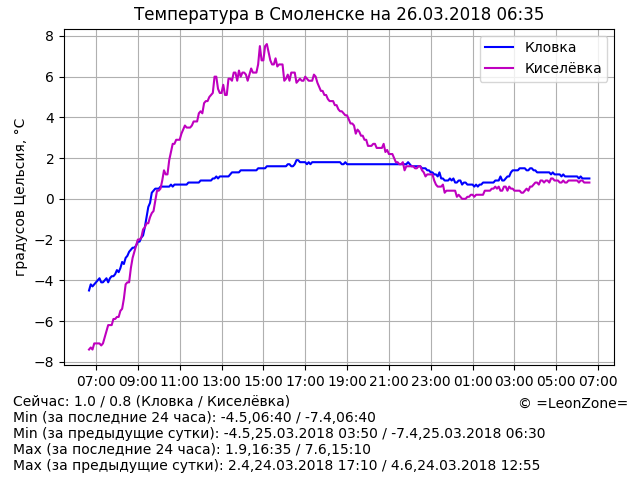 Температура в Смоленске на 26.03.2018 06:35
8
6
4
2
0
−2
−4
−6
−8
градусов Цельсия, °C
Кловка
Киселёвка
07:00 09:00 11:00 13:00 15:00 17:00 19:00 21:00 23:00 01:00 03:00 05:00 07:00
Сейчас: 1.0 / 0.8 (Кловка / Киселёвка)
© =LeonZone=
Min (за последние 24 часа): -4.5,06:40 / -7.4,06:40
Min (за предыдущие сутки): -4.5,25.03.2018 03:50 / -7.4,25.03.2018 06:30
Max (за последние 24 часа): 1.9,16:35 / 7.6,15:10
Max (за предыдущие сутки): 2.4,24.03.2018 17:10 / 4.6,24.03.2018 12:55